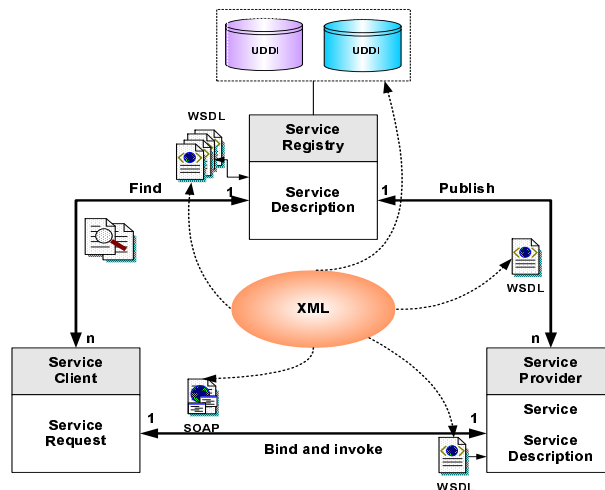 UDDI
UDDI
WSDL
Service
Registry
Service
Description
Find
1
1
Publish
WSDL
XML
n
n
Service
Client
Service
Request
Service
Provider
Service
Service
Description
SOAP
1
1
Bind and invoke
WSDL